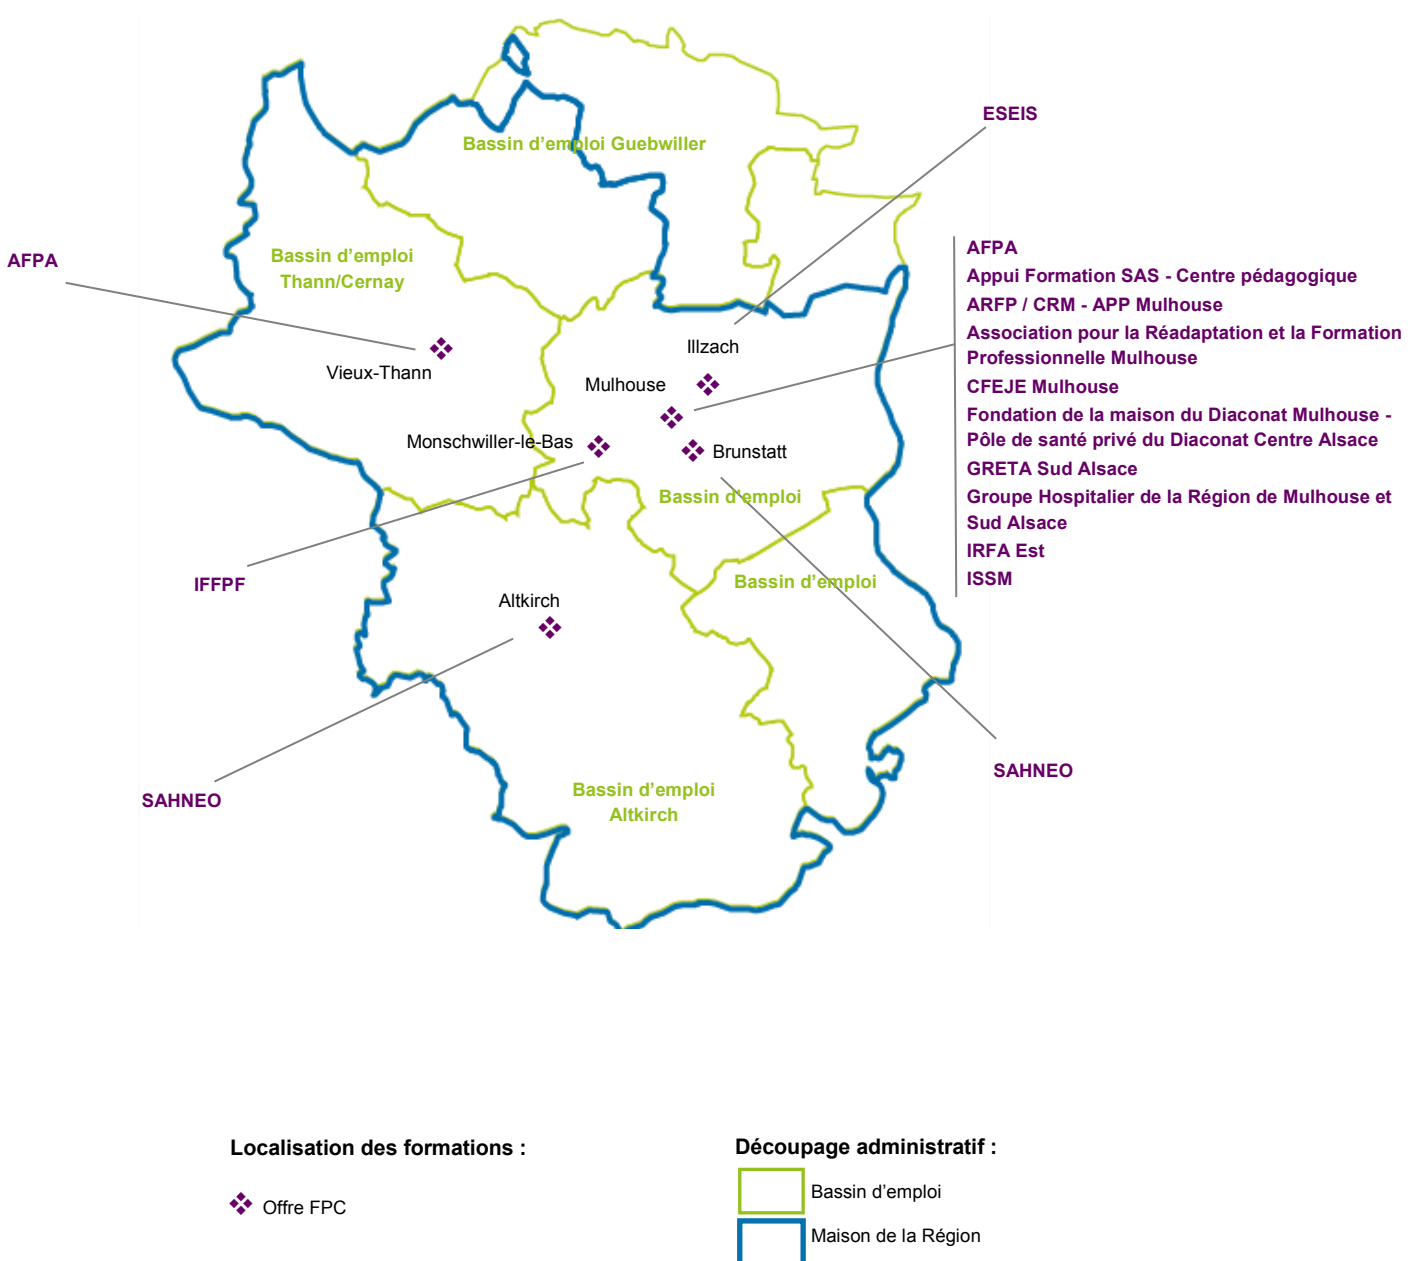 ESEIS
Bassin d'emploi Guebwiller
AFPA
Bassin d'emploi
Thann/Cernay
AFPA
Appui Formation SAS - Centre pédagogique
ARFP / CRM - APP Mulhouse
Association pour la Réadaptation et la Formation
Professionnelle Mulhouse
CFEJE Mulhouse
Fondation de la maison du Diaconat Mulhouse -
Pôle de santé privé du Diaconat Centre Alsace
GRETA Sud Alsace
Groupe Hospitalier de la Région de Mulhouse et
Sud Alsace
IRFA Est
ISSM
Illzach
Vieux-Thann
Mulhouse
Monschwiller-le-Bas
Brunstatt
Bassin d'emploi
Bassin d'emploi
IFFPF
Altkirch
SAHNEO
SAHNEO
Bassin d'emploi
Altkirch
Localisation des formations :
Offre FPC
Découpage administratif :
Bassin d'emploi
Maison de la Région